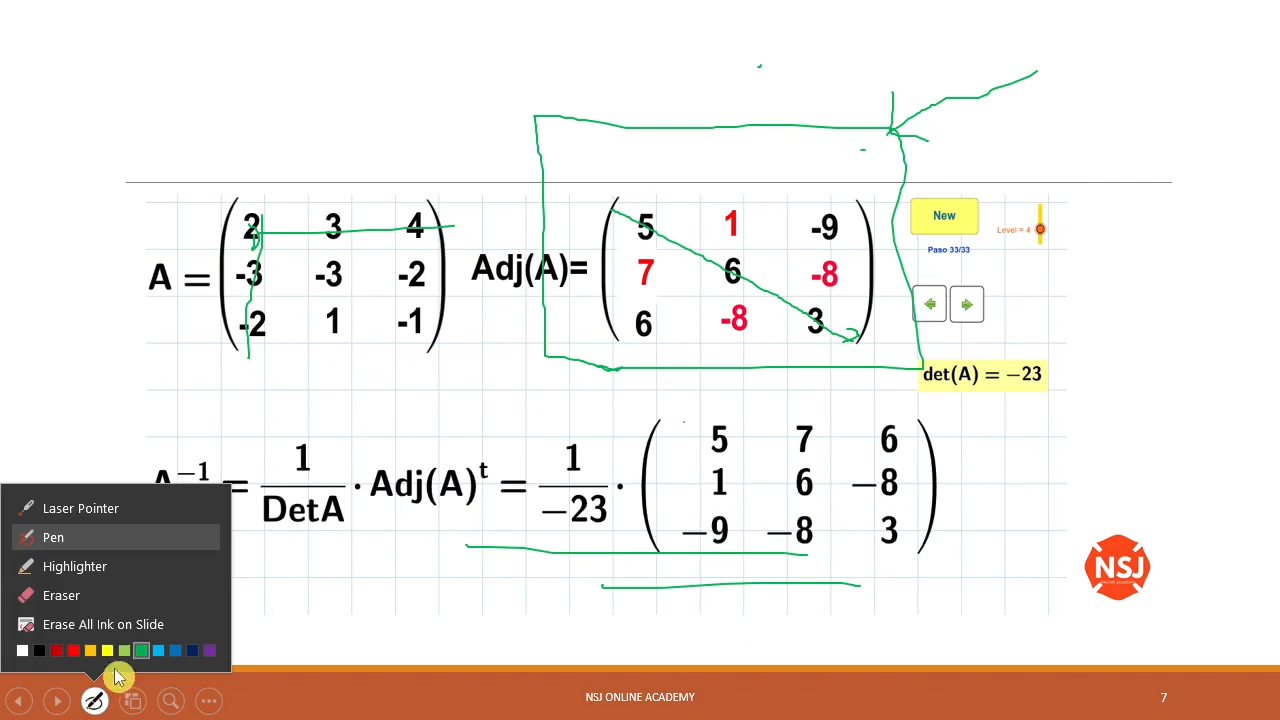 A = ( 2 3 4
-3 -3 -2
-2 1 -1 )
Adj(A)= ( 5 1 -9
7 6 -8
6 -8 3 )
New
Level = 4
Paso 33/33
det(A) = −23
A⁻¹ = 1/DetA · Adj(A)ᵗ = 1/−23 · ( 5 7 6
1 6 −8
−9 −8 3 )
Laser Pointer
Pen
Highlighter
Eraser
Erase All Ink on Slide
NSJ
NSJ ONLINE ACADEMY
7